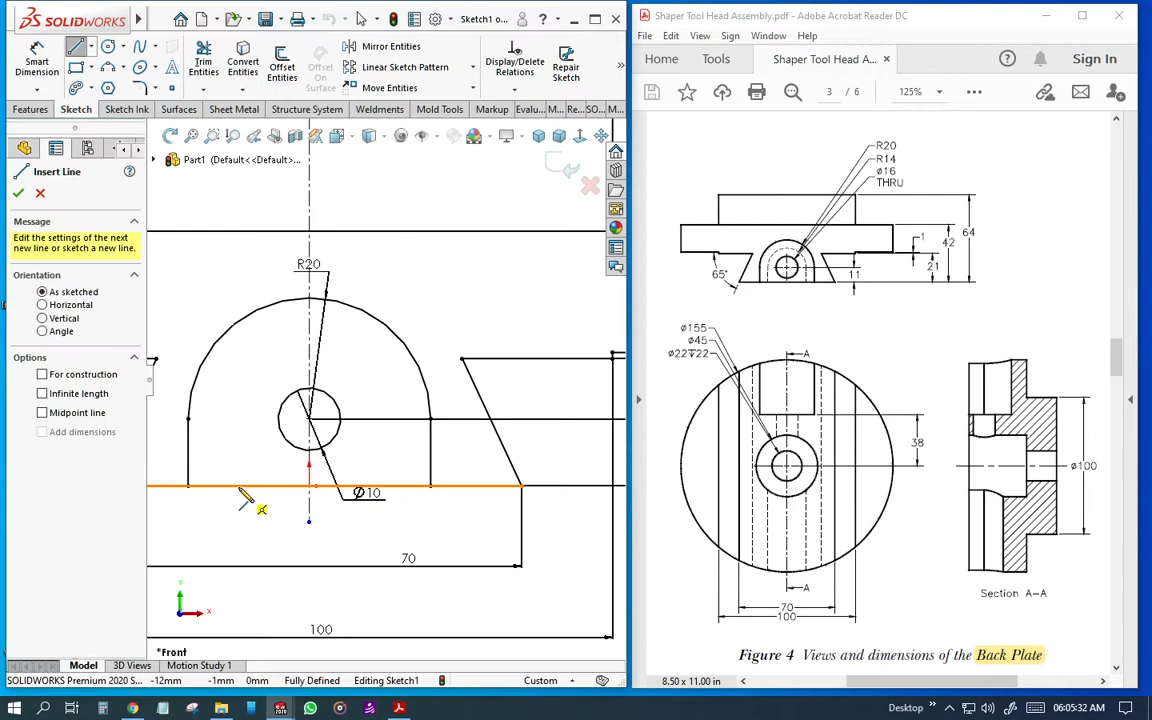 SOLIDWORKS
Sketch1 o...
Smart Dimension
Trim Entities
Convert Entities
Offset Entities
Offset On Surface
Mirror Entities
Linear Sketch Pattern
Move Entities
Display/Delete Relations
Repair Sketch
Features
Sketch
Sketch Ink
Surfaces
Sheet Metal
Structure System
Weldments
Mold Tools
Markup
Evalu...
M...
Re...
SO...
M...
Part1 (Default<<Default>...
Insert Line
Message
Edit the settings of the next
new line or sketch a new line.
Orientation
As sketched
Horizontal
Vertical
Angle
Options
For construction
Infinite length
Midpoint line
Add dimensions
R20
Ø10
70
100
Y
X
*Front
Model
3D Views
Motion Study 1
SOLIDWORKS Premium 2020 S...
-12mm
-1mm
0mm
Fully Defined
Editing Sketch1
Custom
Shaper Tool Head Assembly.pdf - Adobe Acrobat Reader DC
File Edit View Sign Window Help
Home
Tools
Shaper Tool Head A...
Sign In
3 / 6
125%
R20
R14
ø16
THRU
1
64
42
21
11
65°
ø155
ø45
ø22↧22
A
38
A
70
100
ø100
Section A-A
Figure 4 Views and dimensions of the Back Plate
8.50 x 11.00 in
Desktop
06:05:32 AM